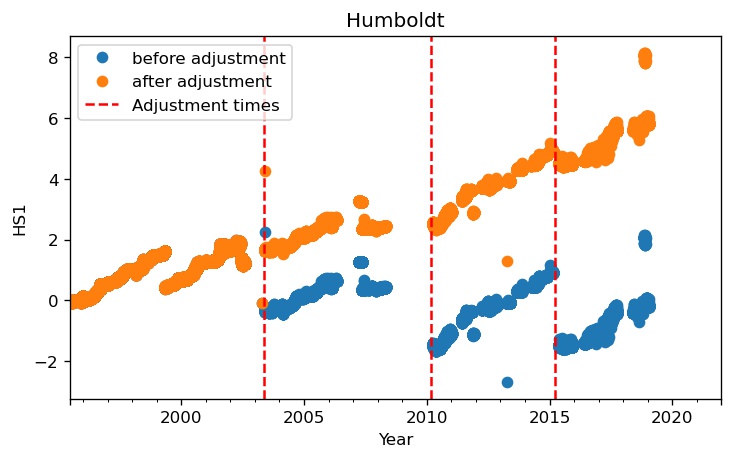 Humboldt
before adjustment
after adjustment
Adjustment times
HS1
8
6
4
2
0
−2
2000 2005 2010 2015 2020
Year